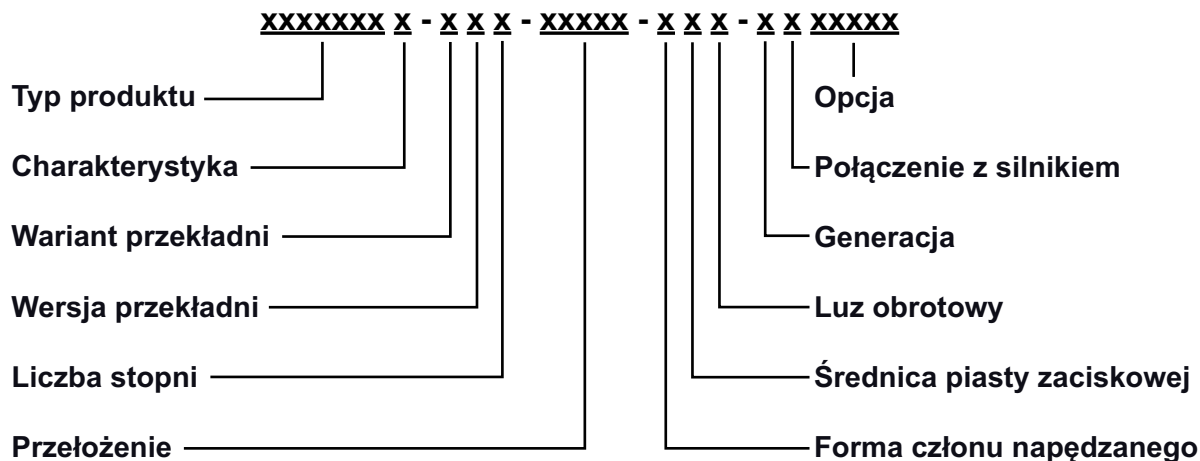 xxxxxxx x - x x x - xxxxx - x x x - x x xxxxx
Typ produktu
Charakterystyka
Wariant przekładni
Wersja przekładni
Liczba stopni
Przełożenie
Opcja
Połączenie z silnikiem
Generacja
Luz obrotowy
Średnica piasty zaciskowej
Forma członu napędzanego